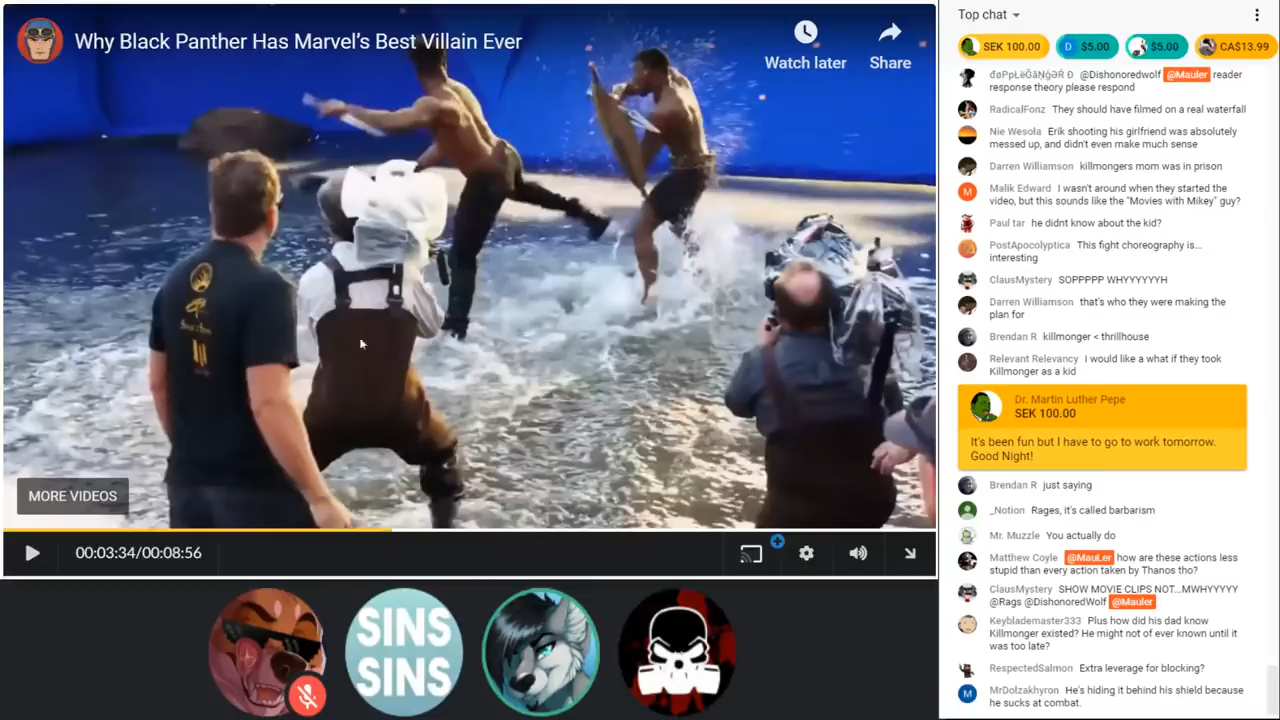 Why Black Panther Has Marvel's Best Villain Ever
Watch later
Share
MORE VIDEOS
00:03:34/00:08:56
SINS
SINS
Top chat
SEK 100.00
D $5.00
$5.00
CA$13.99
@Dishonoredwolf @Mauler reader
response theory please respond
RadicalFonz They should have filmed on a real waterfall
Nie Wesoła Erik shooting his girlfriend was absolutely
messed up, and didn't even make much sense
Darren Williamson killmongers mom was in prison
M Malik Edward I wasn't around when they started the
video, but this sounds like the "Movies with Mikey" guy?
Paul tar he didnt know about the kid?
PostApocolyptica This fight choreography is...
interesting
ClausMystery SOPPPPP WHYYYYYYH
Darren Williamson that's who they were making the
plan for
Brendan R killmonger < thrillhouse
Relevant Relevancy I would like a what if they took
Killmonger as a kid
Dr. Martin Luther Pepe
SEK 100.00
It's been fun but I have to go to work tomorrow.
Good Night!
Brendan R just saying
_Notion Rages, it's called barbarism
Mr. Muzzle You actually do
Matthew Coyle @MauLer how are these actions less
stupid than every action taken by Thanos tho?
ClausMystery SHOW MOVIE CLIPS NOT...MWHYYYYY
@Rags @DishonoredWolf @Mauler
Keyblademaster333 Plus how did his dad know
Killmonger existed? He might not of ever known until it
was too late?
RespectedSalmon Extra leverage for blocking?
M MrDolzakhyron He's hiding it behind his shield because
he sucks at combat.